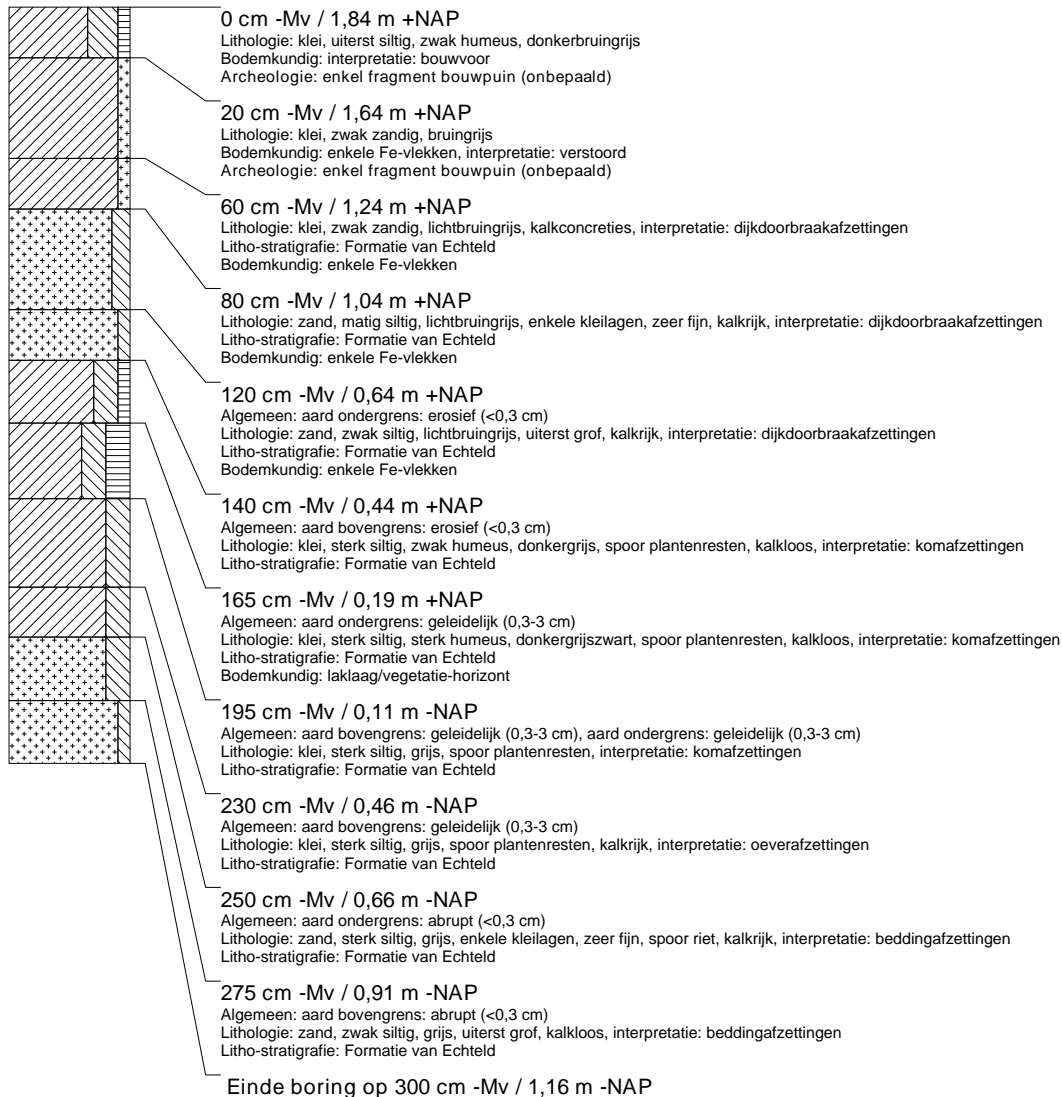 0 cm -Mv / 1,84 m +NAP
Lithologie: klei, uiterst siltig, zwak humeus, donkerbruingrijs
Bodemkundig: interpretatie: bouwvoor
Archeologie: enkel fragment bouwpuin (onbepaald)
20 cm -Mv / 1,64 m +NAP
Lithologie: klei, zwak zandig, bruingrijs
Bodemkundig: enkele Fe-vlekken, interpretatie: verstoord
Archeologie: enkel fragment bouwpuin (onbepaald)
60 cm -Mv / 1,24 m +NAP
Lithologie: klei, zwak zandig, lichtbruingrijs, kalkconcreties, interpretatie: dijkdoorbraakafzettingen
Litho-stratigrafie: Formatie van Echteld
Bodemkundig: enkele Fe-vlekken
80 cm -Mv / 1,04 m +NAP
Lithologie: zand, matig siltig, lichtbruingrijs, enkele kleilagen, zeer fijn, kalkrijk, interpretatie: dijkdoorbraakafzettingen
Litho-stratigrafie: Formatie van Echteld
Bodemkundig: enkele Fe-vlekken
120 cm -Mv / 0,64 m +NAP
Algemeen: aard ondergrens: erosief (<0,3 cm)
Lithologie: zand, zwak siltig, lichtbruingrijs, uiterst grof, kalkrijk, interpretatie: dijkdoorbraakafzettingen
Litho-stratigrafie: Formatie van Echteld
Bodemkundig: enkele Fe-vlekken
140 cm -Mv / 0,44 m +NAP
Algemeen: aard bovengrens: erosief (<0,3 cm)
Lithologie: klei, sterk siltig, zwak humeus, donkergrijs, spoor plantenresten, kalkloos, interpretatie: komafzettingen
Litho-stratigrafie: Formatie van Echteld
165 cm -Mv / 0,19 m +NAP
Algemeen: aard ondergrens: geleidelijk (0,3-3 cm)
Lithologie: klei, sterk siltig, sterk humeus, donkergrijszwart, spoor plantenresten, kalkloos, interpretatie: komafzettingen
Litho-stratigrafie: Formatie van Echteld
Bodemkundig: laklaag/vegetatie-horizont
195 cm -Mv / 0,11 m -NAP
Algemeen: aard bovengrens: geleidelijk (0,3-3 cm), aard ondergrens: geleidelijk (0,3-3 cm)
Lithologie: klei, sterk siltig, grijs, spoor plantenresten, interpretatie: komafzettingen
Litho-stratigrafie: Formatie van Echteld
230 cm -Mv / 0,46 m -NAP
Algemeen: aard bovengrens: geleidelijk (0,3-3 cm)
Lithologie: klei, sterk siltig, grijs, spoor plantenresten, kalkrijk, interpretatie: oeverafzettingen
Litho-stratigrafie: Formatie van Echteld
250 cm -Mv / 0,66 m -NAP
Algemeen: aard ondergrens: abrupt (<0,3 cm)
Lithologie: zand, sterk siltig, grijs, enkele kleilagen, zeer fijn, spoor riet, kalkrijk, interpretatie: beddingafzettingen
Litho-stratigrafie: Formatie van Echteld
275 cm -Mv / 0,91 m -NAP
Algemeen: aard bovengrens: abrupt (<0,3 cm)
Lithologie: zand, zwak siltig, grijs, uiterst grof, kalkloos, interpretatie: beddingafzettingen
Litho-stratigrafie: Formatie van Echteld
Einde boring op 300 cm -Mv / 1,16 m -NAP